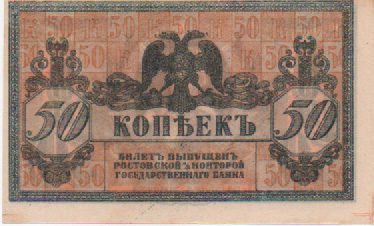 50 КОПѢЕКЪ 50
БИЛЕТЪ ВЫПУЩЕНЪ
РОСТОВСКОЙ н/Д КОНТОРОЙ
ГОСУДАРСТВЕННАГО БАНКА